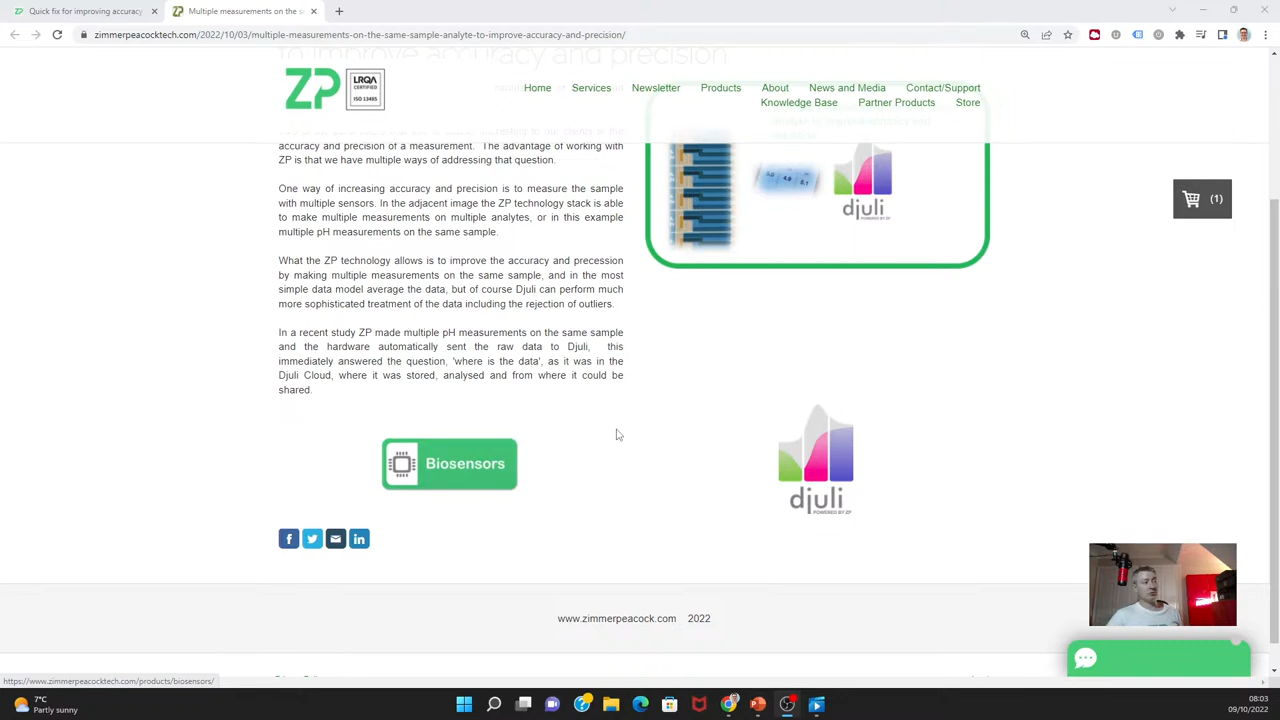 Quick fix for improving accuracy
Multiple measurements on the s
zimmerpeacocktech.com/2022/10/03/multiple-measurements-on-the-same-sample-analyte-to-improve-accuracy-and-precision/
to improve accuracy and precision
ZP
LRQA
CERTIFIED
ISO 13485
Home Services Newsletter Products About News and Media Contact/Support
Knowledge Base Partner Products Store
accuracy and precision of a measurement. The advantage of working with
ZP is that we have multiple ways of addressing that question.
One way of increasing accuracy and precision is to measure the sample
with multiple sensors. In the adjacent image the ZP technology stack is able
to make multiple measurements on multiple analytes, or in this example
multiple pH measurements on the same sample.
What the ZP technology allows is to improve the accuracy and precession
by making multiple measurements on the same sample, and in the most
simple data model average the data, but of course Djuli can perform much
more sophisticated treatment of the data including the rejection of outliers.
In a recent study ZP made multiple pH measurements on the same sample
and the hardware automatically sent the raw data to Djuli, this
immediately answered the question, 'where is the data', as it was in the
Djuli Cloud, where it was stored, analysed and from where it could be
shared.
djuli
POWERED BY ZP
(1)
Biosensors
djuli
POWERED BY ZP
www.zimmerpeacock.com 2022
https://www.zimmerpeacocktech.com/products/biosensors/
7°C
Partly sunny
08:03
09/10/2022